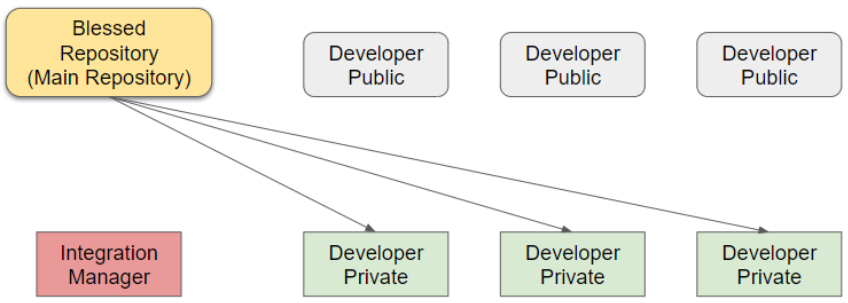 Blessed
Repository
(Main Repository)
Developer
Public
Developer
Public
Developer
Public
Integration
Manager
Developer
Private
Developer
Private
Developer
Private